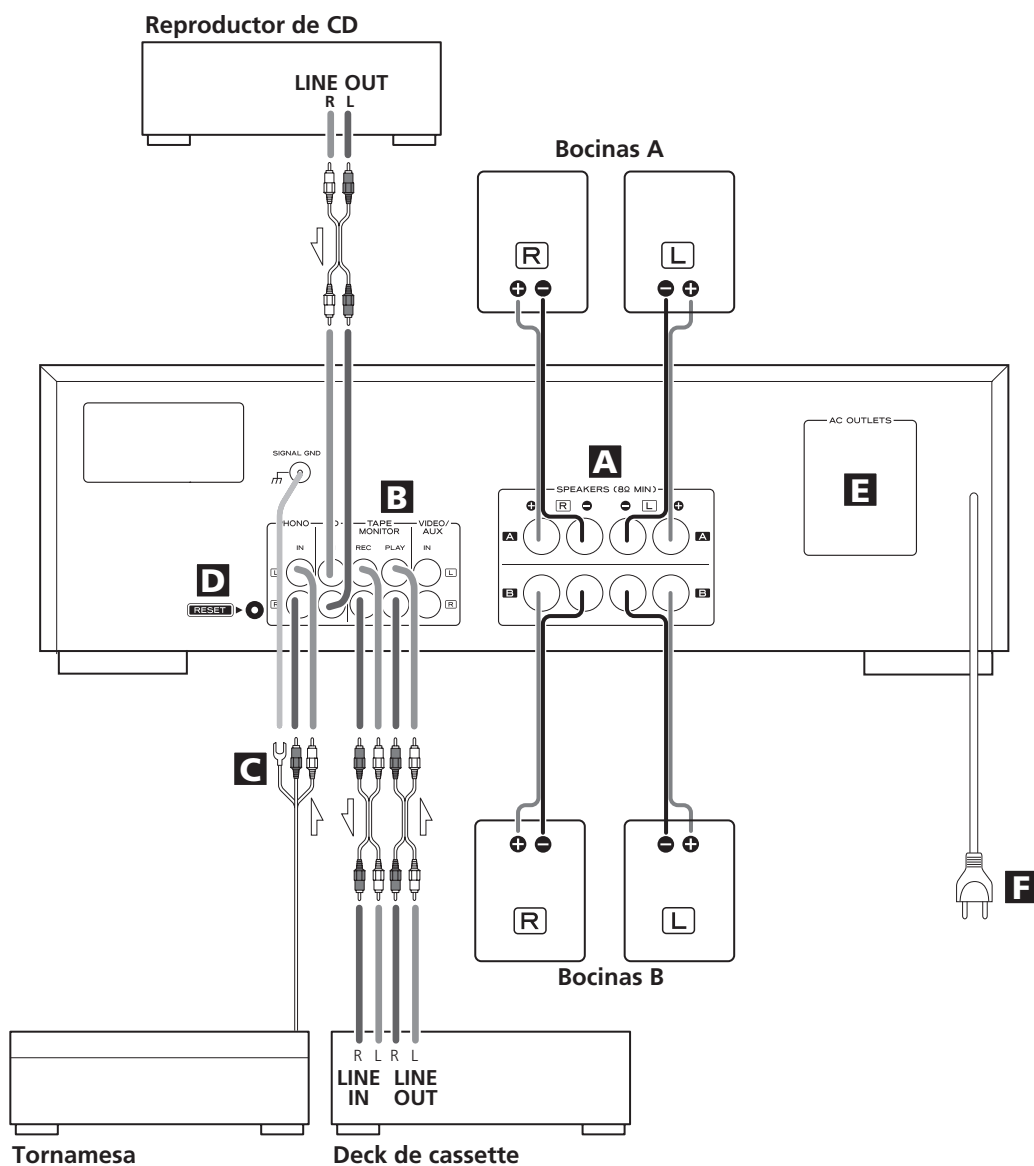 Reproductor de CD
LINE OUT
R L
Bocinas A
R
L
+ −
− +
SIGNAL GND
A
AC OUTLETS
B
SPEAKERS (8Ω MIN)
E
+ R − − L +
PHONO
TAPE MONITOR
VIDEO/
AUX
IN
REC
PLAY
IN
A
A
L
L
D
RESET
R
R
B
B
C
F
+ −
− +
R
L
Bocinas B
R L R L
LINE IN
LINE OUT
Tornamesa
Deck de cassette